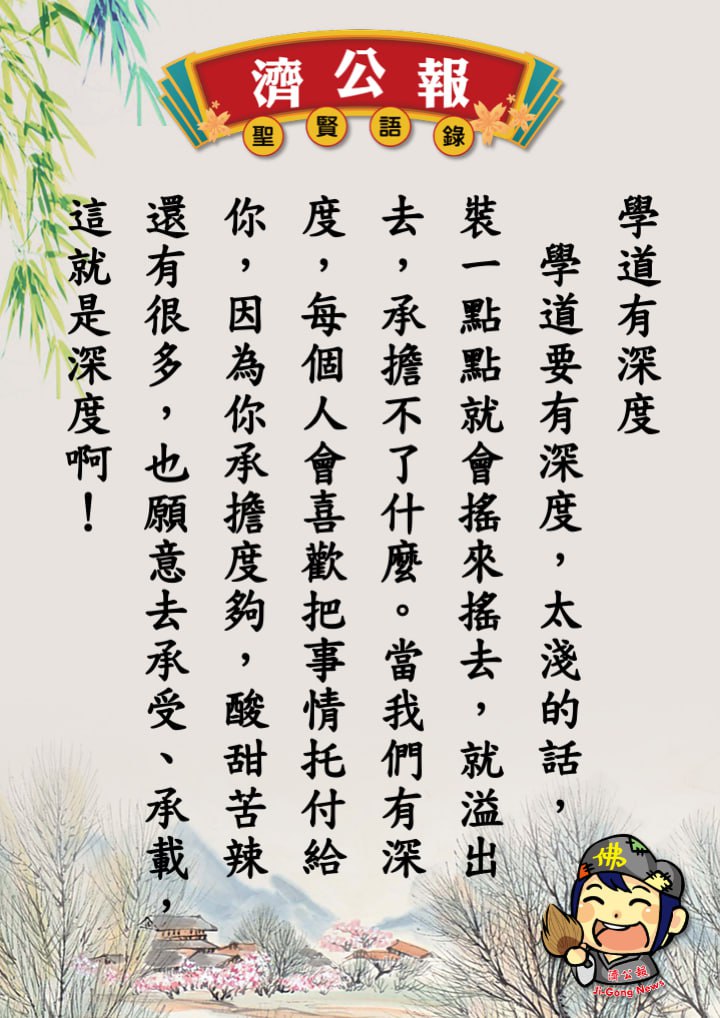 濟公報
聖賢語錄
學道有深度
學道要有深度，太淺的話，
裝一點點就會搖來搖去，就溢出
去，承擔不了什麼。當我們有深
度，每個人會喜歡把事情托付給
你，因為你承擔度夠，酸甜苦辣
還有很多，也願意去承受、承載，
這就是深度啊！
佛
濟公報
Ji-Gong News